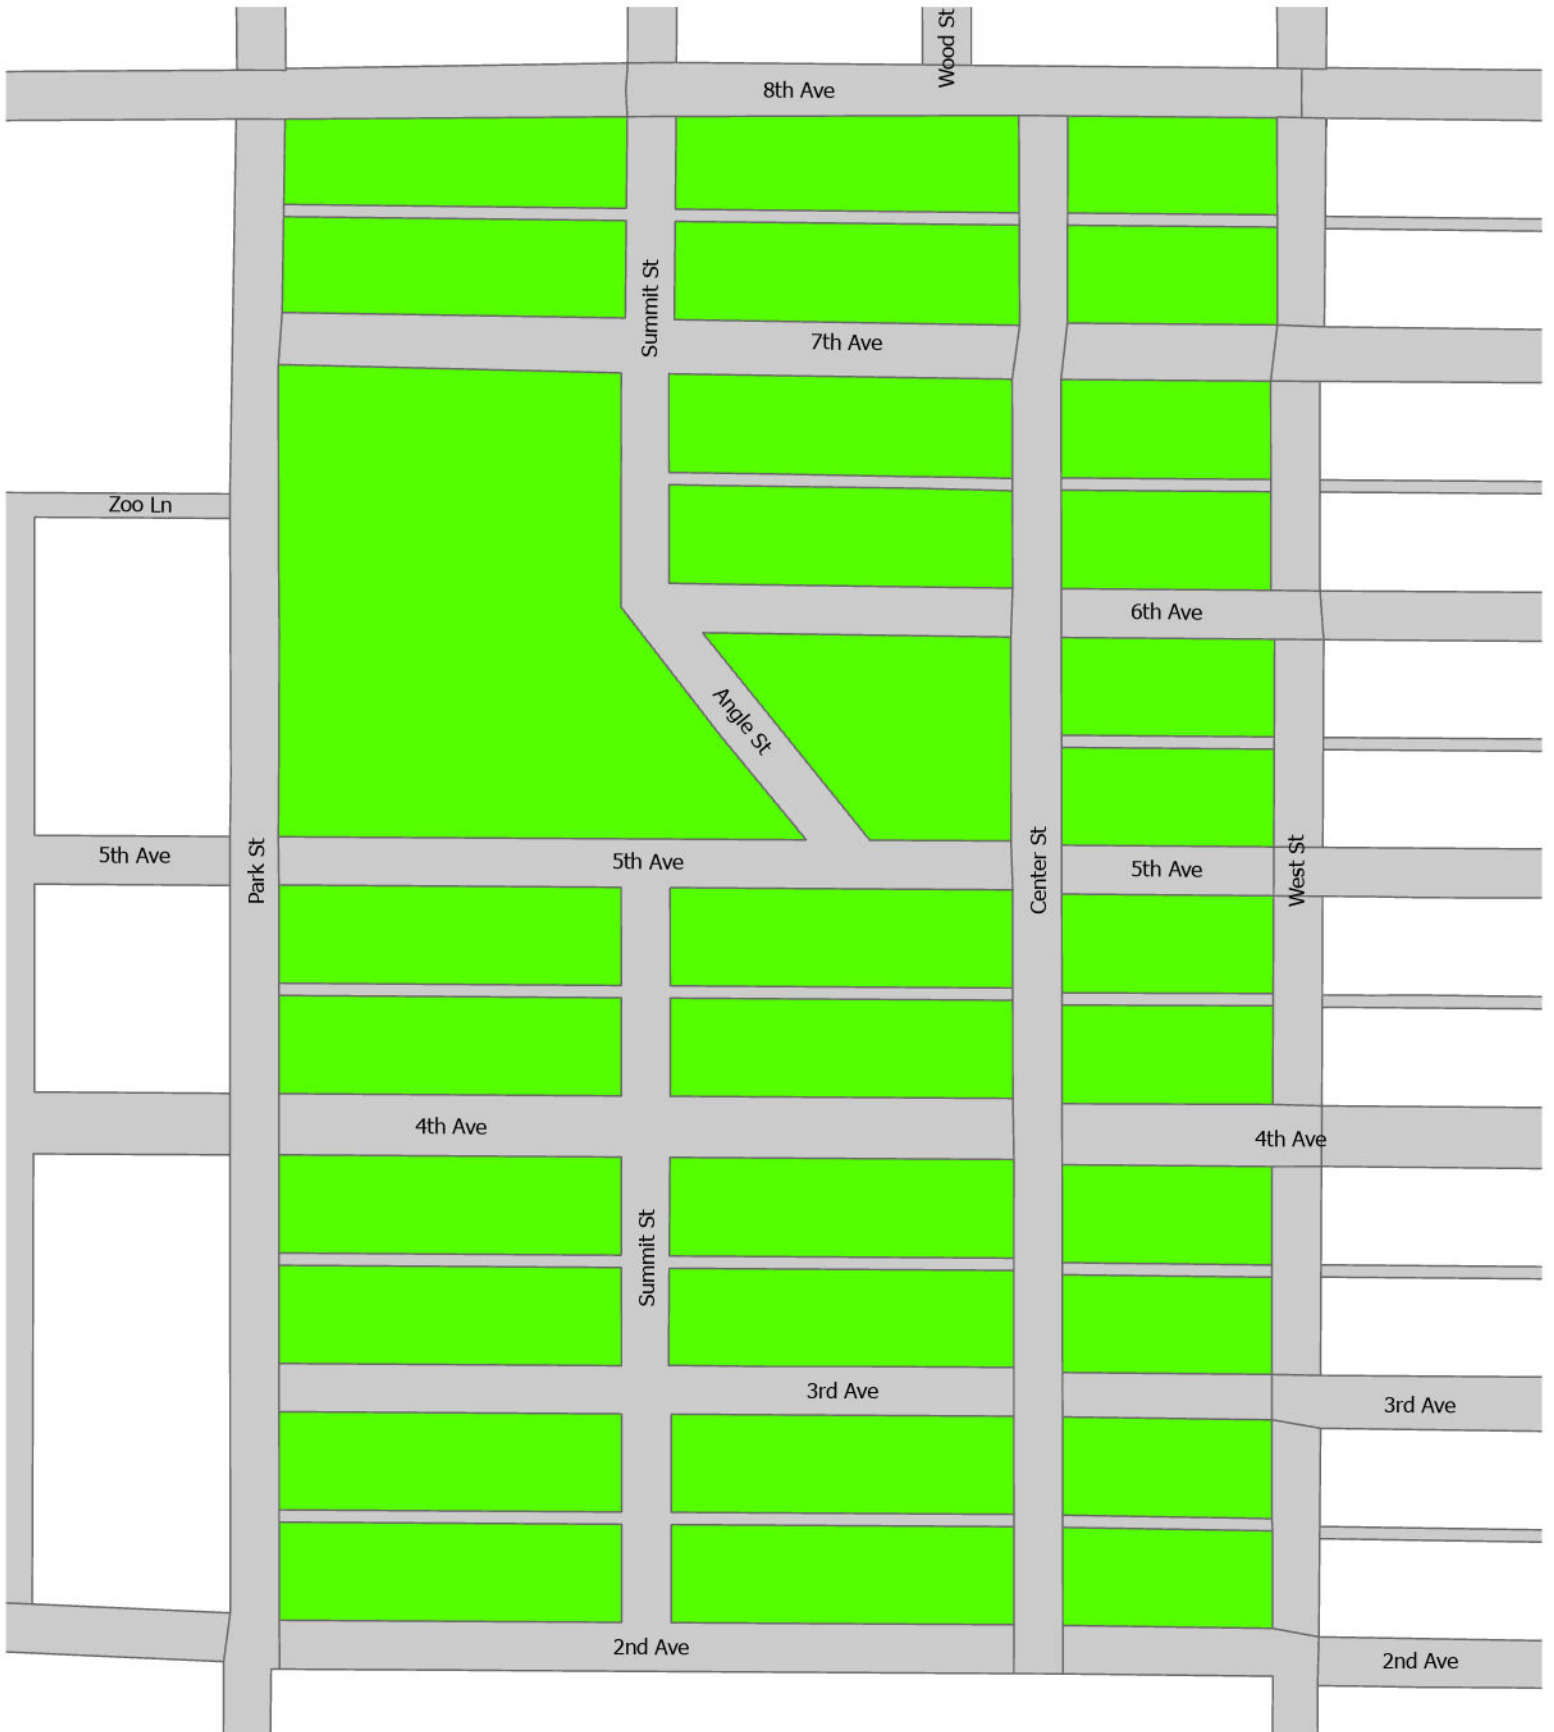 Wood St
8th Ave
Summit St
7th Ave
Zoo Ln
6th Ave
Angle St
5th Ave
Park St
5th Ave
Center St
5th Ave
West St
4th Ave
4th Ave
Summit St
3rd Ave
3rd Ave
2nd Ave
2nd Ave